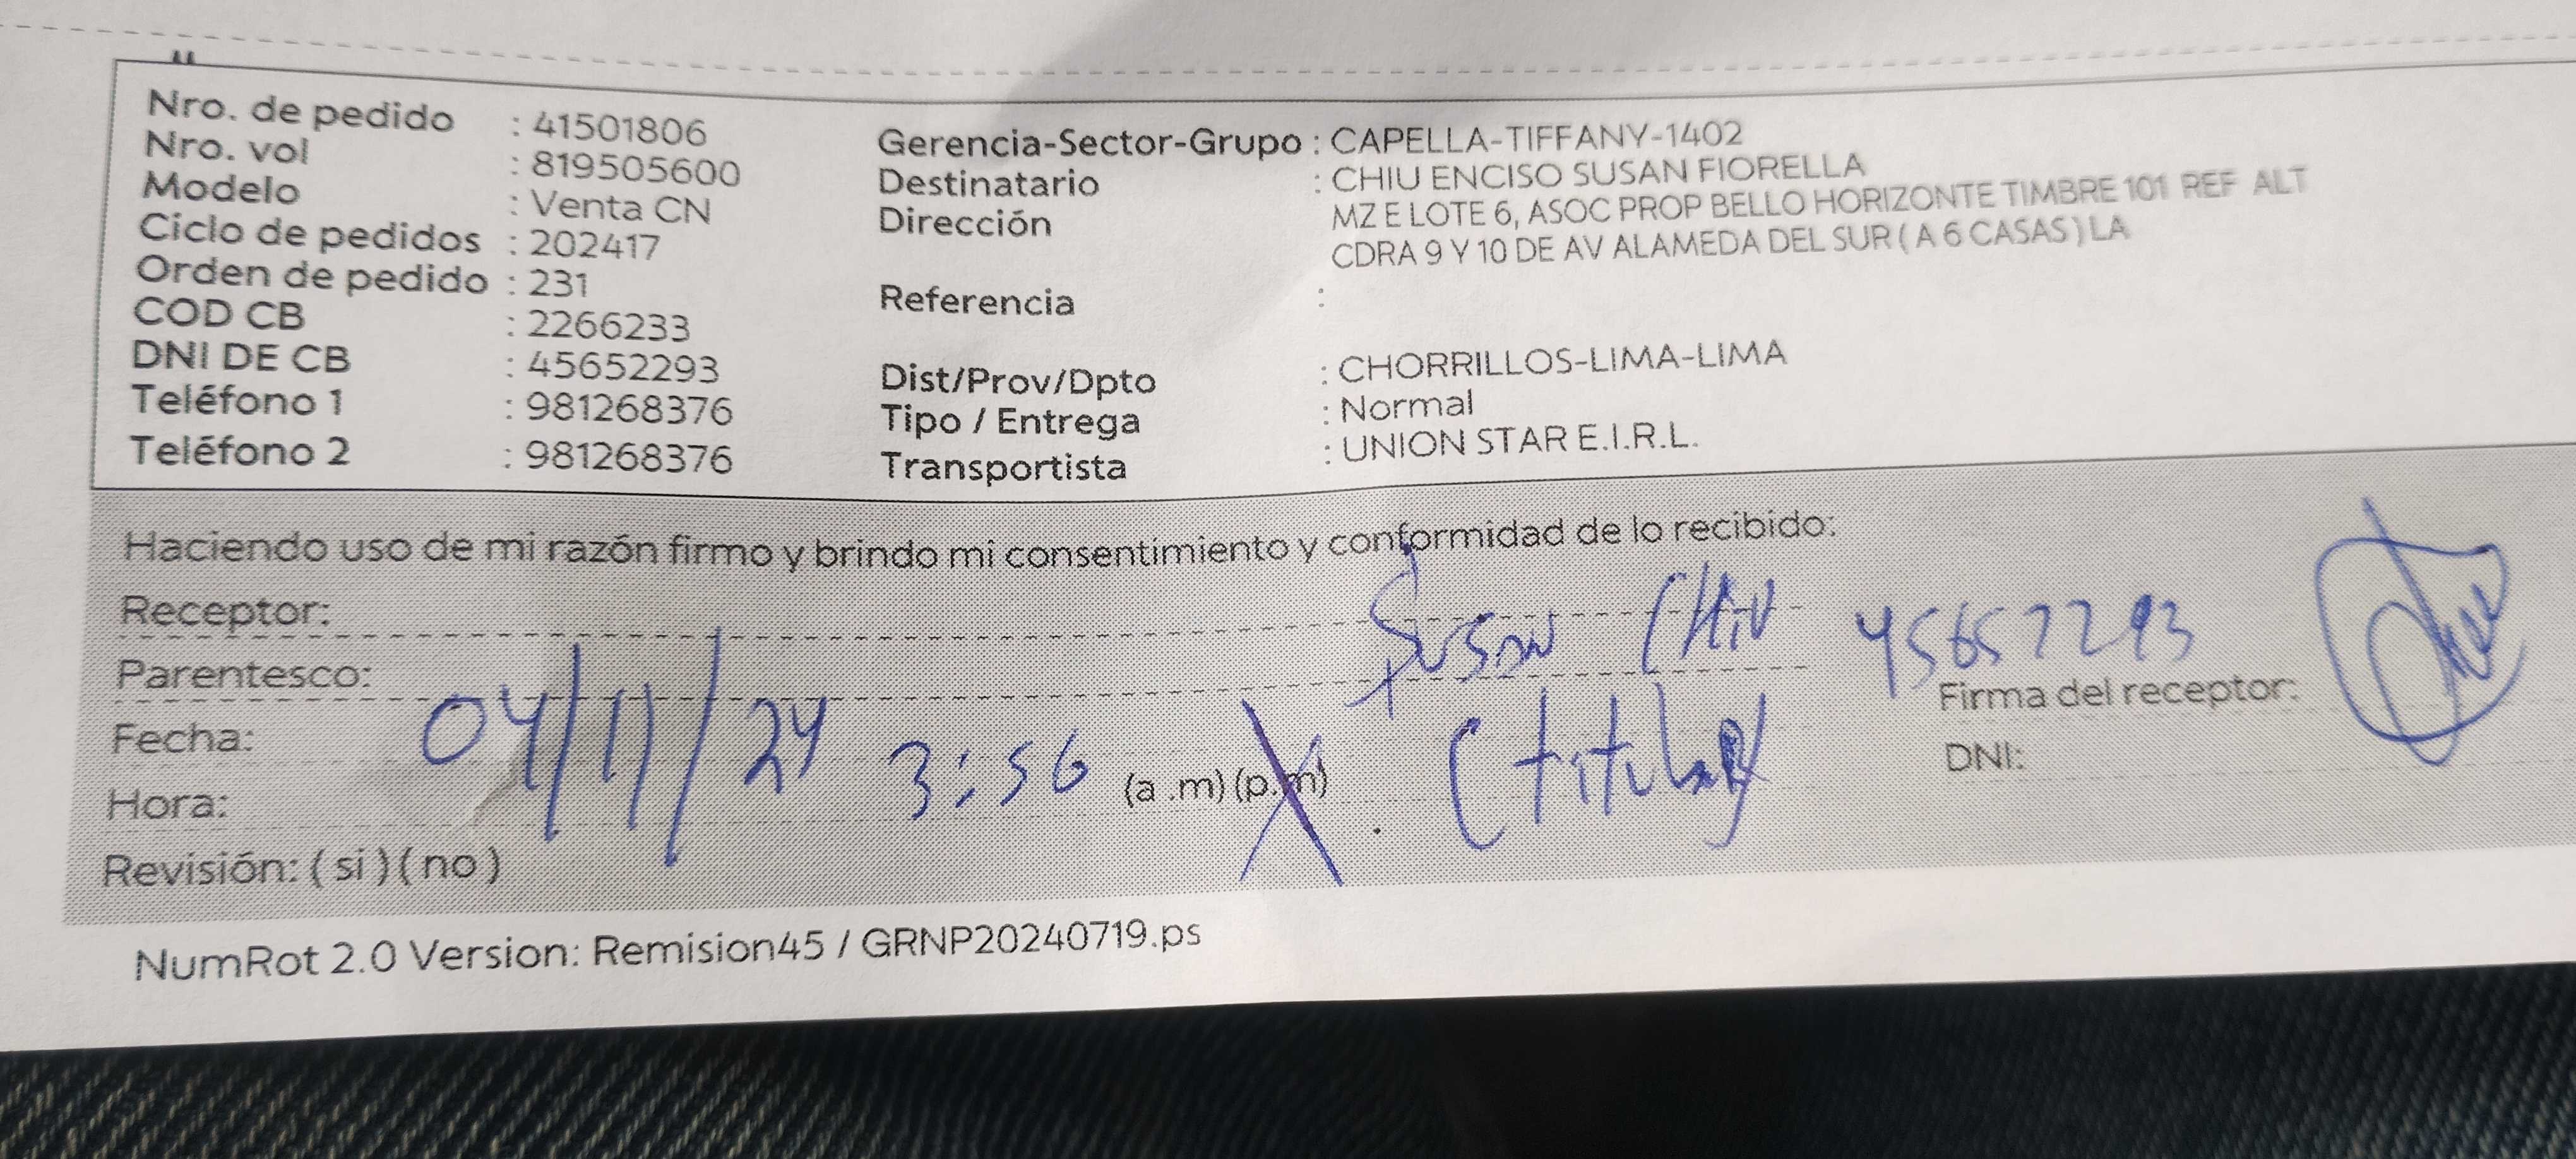 Nro. de pedido : 41501806
Nro. vol : 819505600
Modelo : Venta CN
Ciclo de pedidos : 202417
Orden de pedido : 231
COD CB : 2266233
DNI DE CB : 45652293
Teléfono 1 : 981268376
Teléfono 2 : 981268376
Gerencia-Sector-Grupo : CAPELLA-TIFFANY-1402
Destinatario : CHIU ENCISO SUSAN FIORELLA
Dirección MZ E LOTE 6, ASOC PROP BELLO HORIZONTE TIMBRE 101 REF ALT
CDRA 9 Y 10 DE AV ALAMEDA DEL SUR ( A 6 CASAS ) LA
Referencia :
Dist/Prov/Dpto : CHORRILLOS-LIMA-LIMA
Tipo / Entrega : Normal
Transportista : UNION STAR E.I.R.L.
Haciendo uso de mi razón firmo y brindo mi consentimiento y conformidad de lo recibido:
Receptor: Susan Chiu 45652293
Parentesco: (titular)
Fecha: 04/11/24
Hora: 3:56 (a .m) (p.m)
Firma del receptor:
DNI:
Revisión: ( si ) ( no )
NumRot 2.0 Version: Remision45 / GRNP20240719.ps